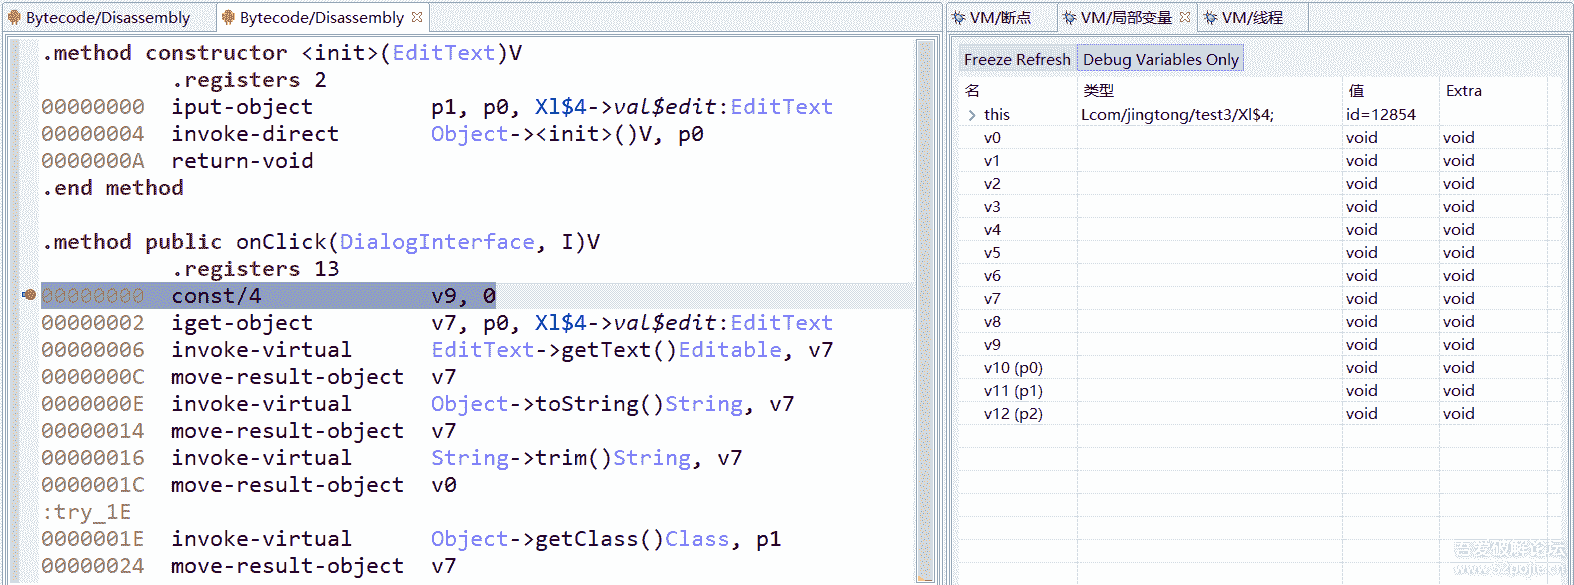 Bytecode/Disassembly Bytecode/Disassembly
.method constructor <init>(EditText)V
.registers 2
00000000 iput-object p1, p0, Xl$4->val$edit:EditText
00000004 invoke-direct Object-><init>()V, p0
0000000A return-void
.end method
.method public onClick(DialogInterface, I)V
.registers 13
00000000 const/4 v9, 0
00000002 iget-object v7, p0, Xl$4->val$edit:EditText
00000006 invoke-virtual EditText->getText()Editable, v7
0000000C move-result-object v7
0000000E invoke-virtual Object->toString()String, v7
00000014 move-result-object v7
00000016 invoke-virtual String->trim()String, v7
0000001C move-result-object v0
:try_1E
0000001E invoke-virtual Object->getClass()Class, p1
00000024 move-result-object v7
VM/断点 VM/局部变量 VM/线程
Freeze Refresh Debug Variables Only
名 类型 值 Extra
this Lcom/jingtong/test3/Xl$4; id=12854
v0 void void
v1 void void
v2 void void
v3 void void
v4 void void
v5 void void
v6 void void
v7 void void
v8 void void
v9 void void
v10 (p0) void void
v11 (p1) void void
v12 (p2) void void
吾爱破解论坛
www.52pojie.cn